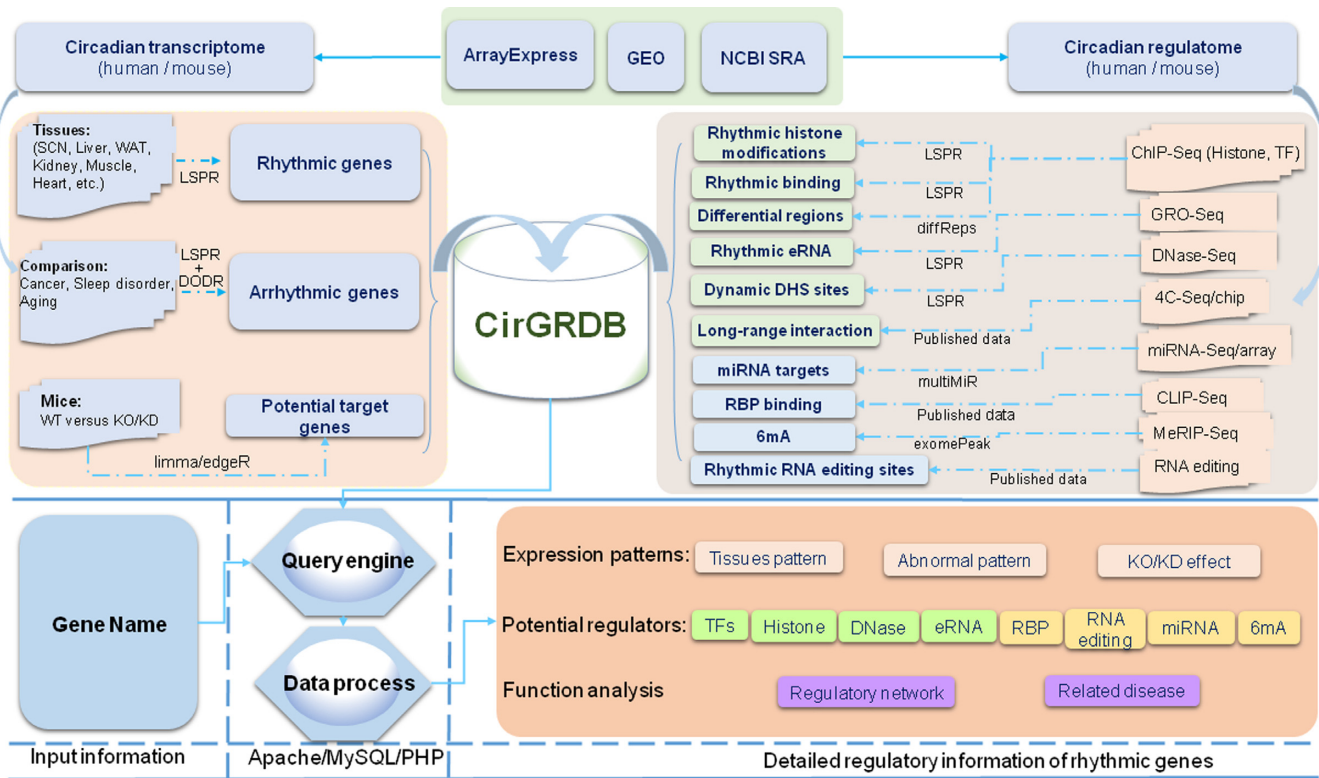 Circadian transcriptome
(human / mouse)
ArrayExpress
GEO
NCBI SRA
Circadian regulatome
(human / mouse)
Tissues:
(SCN, Liver, WAT,
Kidney, Muscle,
Heart, etc.)
LSPR
Rhythmic genes
Comparison:
Cancer, Sleep disorder,
Aging
LSPR
+
DODR
Arrhythmic genes
Mice:
WT versus KO/KD
limma/edgeR
Potential target
genes
CirGRDB
Rhythmic histone
modifications
LSPR
ChIP-Seq (Histone, TF)
Rhythmic binding
LSPR
Differential regions
diffReps
GRO-Seq
Rhythmic eRNA
LSPR
DNase-Seq
Dynamic DHS sites
LSPR
4C-Seq/chip
Long-range interaction
Published data
miRNA-Seq/array
miRNA targets
multiMiR
CLIP-Seq
RBP binding
Published data
MeRIP-Seq
6mA
exomePeak
RNA editing
Rhythmic RNA editing sites
Published data
Gene Name
Query engine
Data process
Expression patterns:
Tissues pattern
Abnormal pattern
KO/KD effect
Potential regulators:
TFs
Histone
DNase
eRNA
RBP
RNA
editing
miRNA
6mA
Function analysis
Regulatory network
Related disease
Input information
Apache/MySQL/PHP
Detailed regulatory information of rhythmic genes